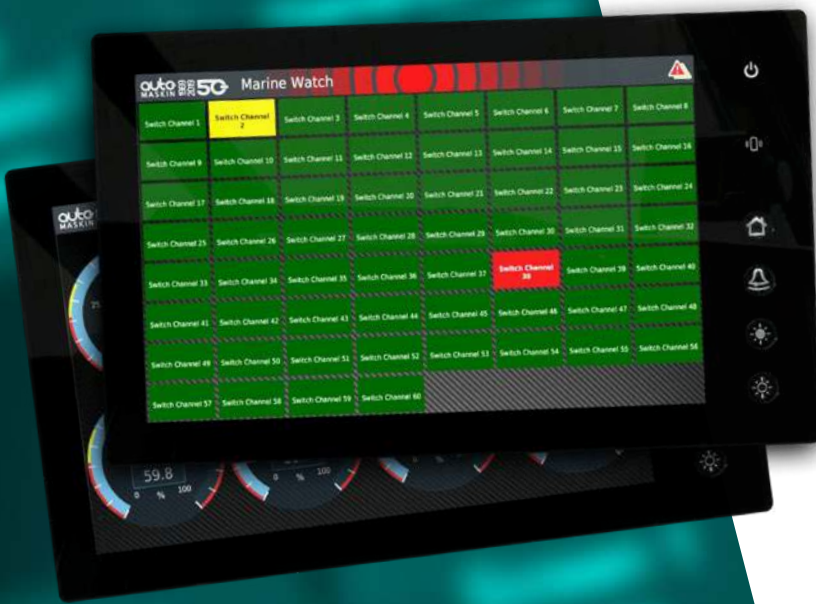 auto
MASKIN
1969
2019
50
Marine Watch
Switch Channel 1
Switch Channel
2
Switch Channel 3
Switch Channel 4
Switch Channel 5
Switch Channel 6
Switch Channel 7
Switch Channel 8
Switch Channel 9
Switch Channel 10
Switch Channel 11
Switch Channel 12
Switch Channel 13
Switch Channel 14
Switch Channel 15
Switch Channel 16
Switch Channel 17
Switch Channel 18
Switch Channel 19
Switch Channel 20
Switch Channel 21
Switch Channel 22
Switch Channel 23
Switch Channel 24
Switch Channel 25
Switch Channel 26
Switch Channel 27
Switch Channel 28
Switch Channel 29
Switch Channel 30
Switch Channel 31
Switch Channel 32
Switch Channel 33
Switch Channel 34
Switch Channel 35
Switch Channel 36
Switch Channel 37
Switch Channel
38
Switch Channel 39
Switch Channel 40
Switch Channel 41
Switch Channel 42
Switch Channel 43
Switch Channel 44
Switch Channel 45
Switch Channel 46
Switch Channel 47
Switch Channel 48
Switch Channel 49
Switch Channel 50
Switch Channel 51
Switch Channel 52
Switch Channel 53
Switch Channel 54
Switch Channel 55
Switch Channel 56
Switch Channel 57
Switch Channel 58
Switch Channel 59
Switch Channel 60
auto
MASKIN
59.8
0 % 100
0 % 100
0 % 100